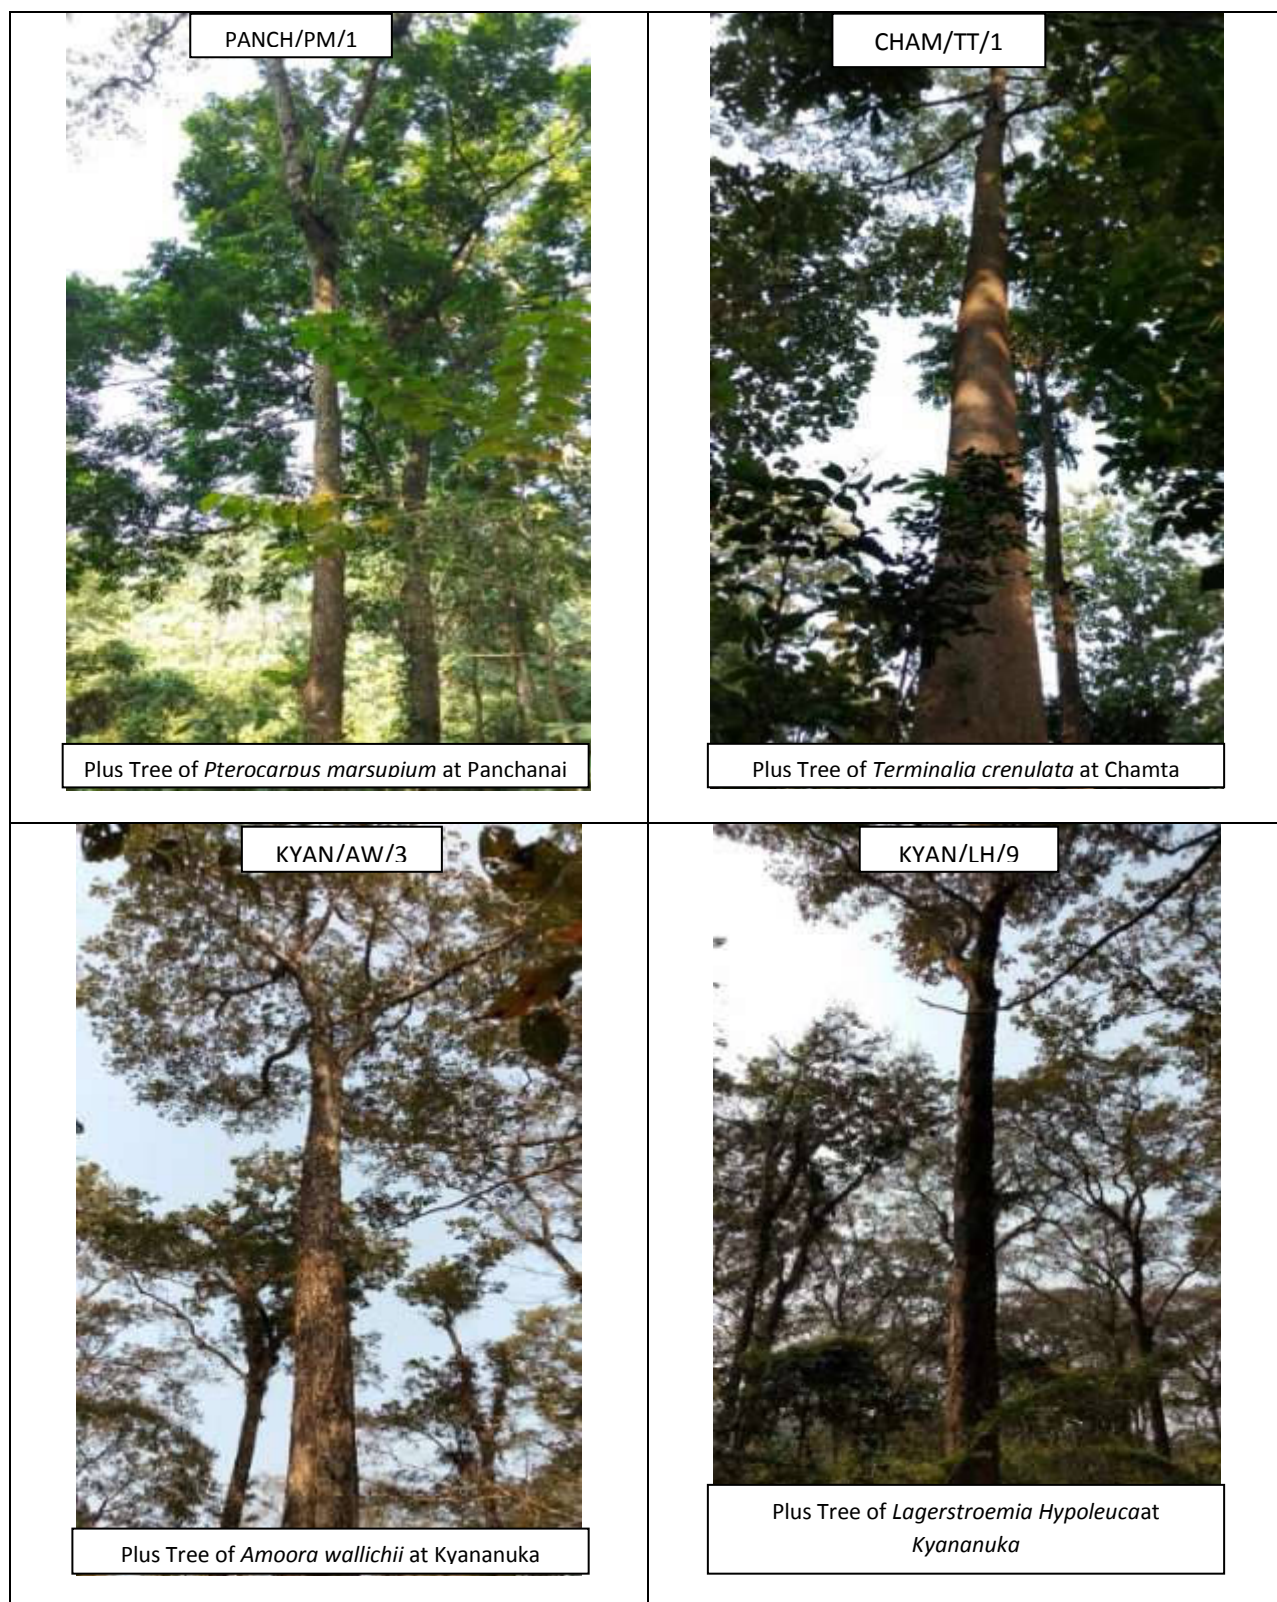 PANCH/PM/1
Plus Tree of Pterocarpus marsupium at Panchanai
CHAM/TT/1
Plus Tree of Terminalia crenulata at Chamta
KYAN/AW/3
Plus Tree of Amoora wallichii at Kyananuka
KYAN/LH/9
Plus Tree of Lagerstroemia Hypoleucaat
Kyananuka